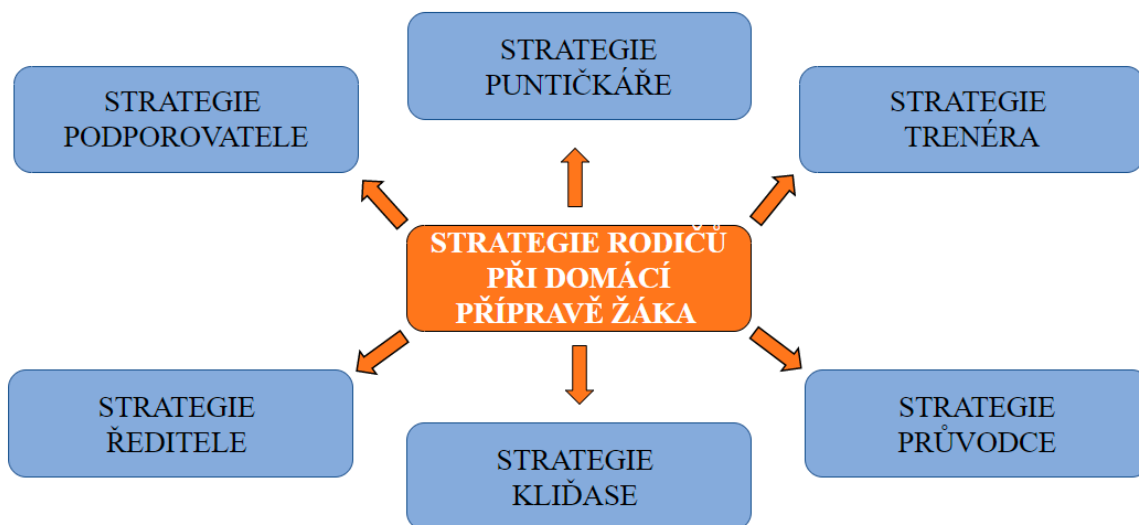 STRATEGIE
PODPOROVATELE
STRATEGIE
PUNTIČKÁŘE
STRATEGIE
TRENÉRA
STRATEGIE RODIČŮ
PŘI DOMÁCÍ
PŘÍPRAVĚ ŽÁKA
STRATEGIE
ŘEDITELE
STRATEGIE
KLIĎASE
STRATEGIE
PRŮVODCE